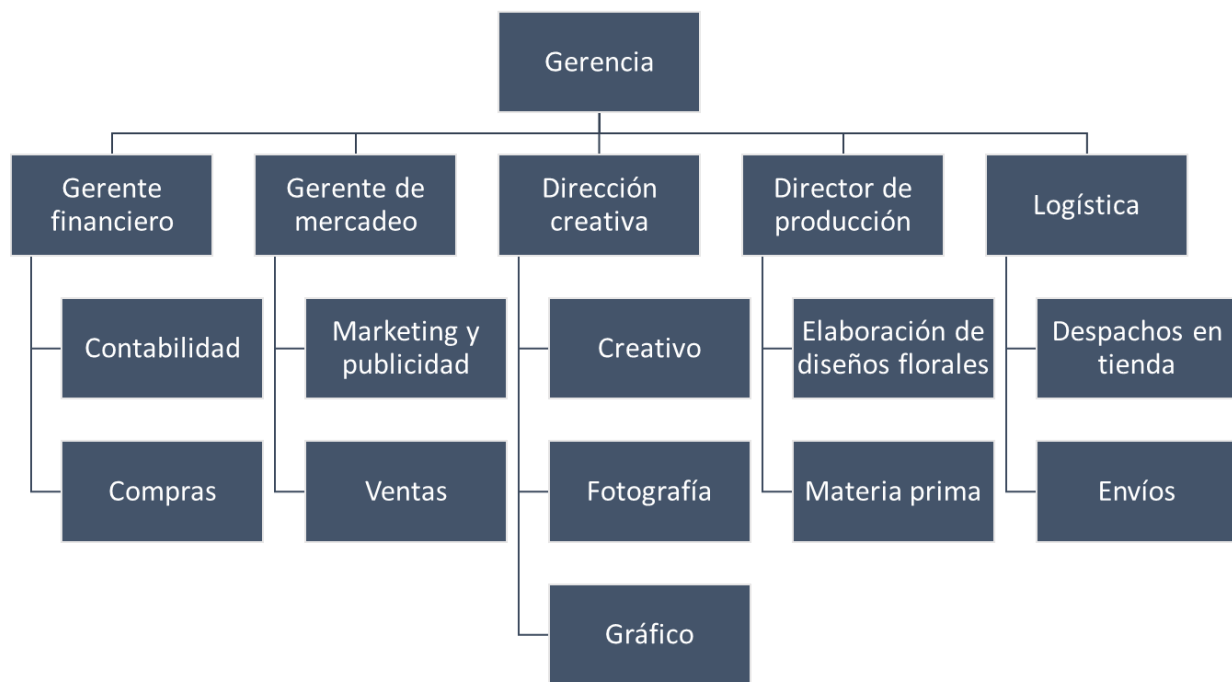 Gerencia
Gerente
financiero
Gerente de
mercadeo
Dirección
creativa
Director de
producción
Logística
Contabilidad
Marketing y
publicidad
Creativo
Elaboración de
diseños florales
Despachos en
tienda
Compras
Ventas
Fotografía
Materia prima
Envíos
Gráfico